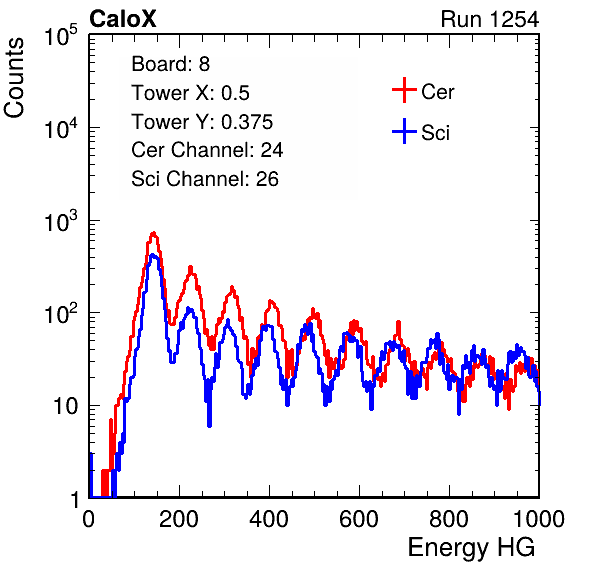 CaloX Run 1254
Counts
10^5
10^4
10^3
10^2
10
1
Board: 8
Tower X: 0.5
Tower Y: 0.375
Cer Channel: 24
Sci Channel: 26
Cer
Sci
0 200 400 600 800 1000
Energy HG